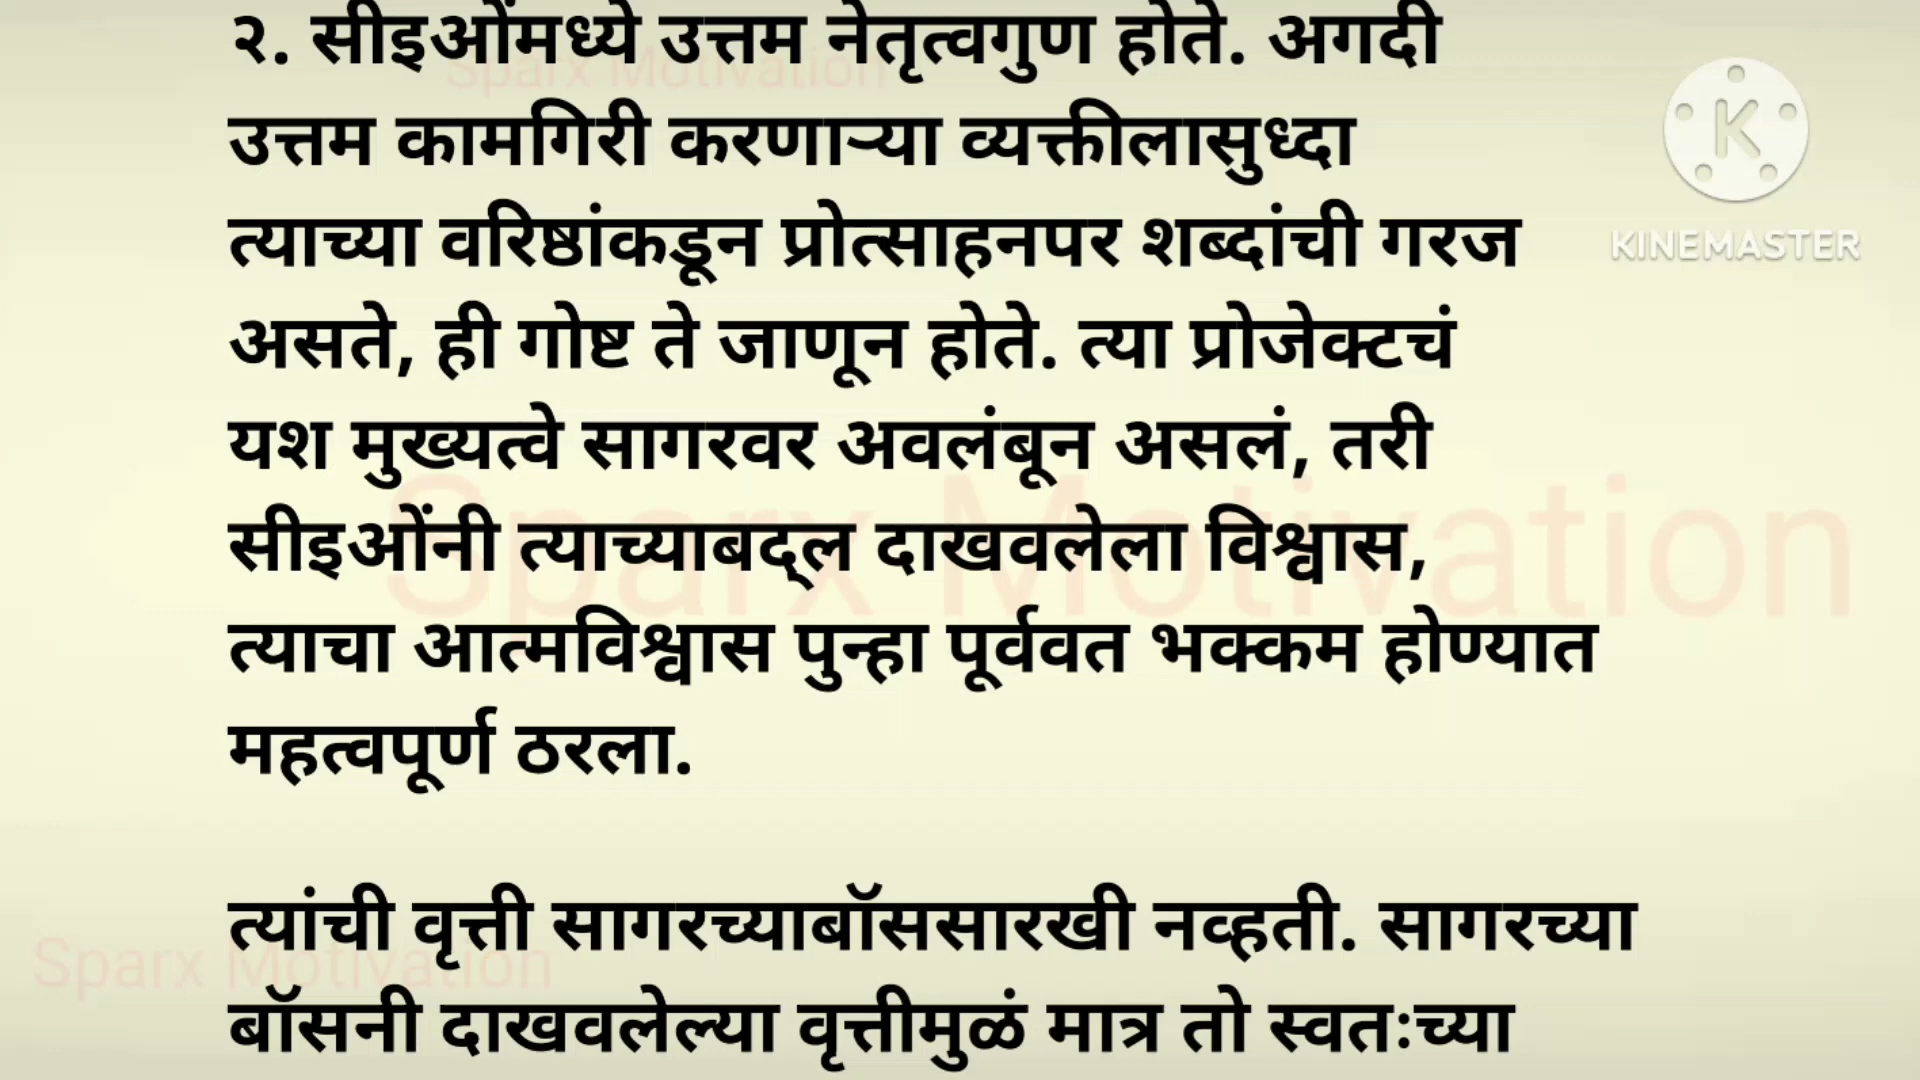 २. सीइओंमध्ये उत्तम नेतृत्वगुण होते. अगदी
Sparx Motivation
उत्तम कामगिरी करणाऱ्या व्यक्तीलासुध्दा
त्याच्या वरिष्ठांकडून प्रोत्साहनपर शब्दांची गरज
KINEMASTER
असते, ही गोष्ट ते जाणून होते. त्या प्रोजेक्टचं
यश मुख्यत्वे सागरवर अवलंबून असलं, तरी
सीइओंनी त्याच्याबद्ल दाखवलेला विश्वास,
Sparx Motivation
त्याचा आत्मविश्वास पुन्हा पूर्ववत भक्कम होण्यात
महत्वपूर्ण ठरला.
त्यांची वृत्ती सागरच्याबॉससारखी नव्हती. सागरच्या
Sparx Motivation
बॉसनी दाखवलेल्या वृत्तीमुळं मात्र तो स्वतःच्या